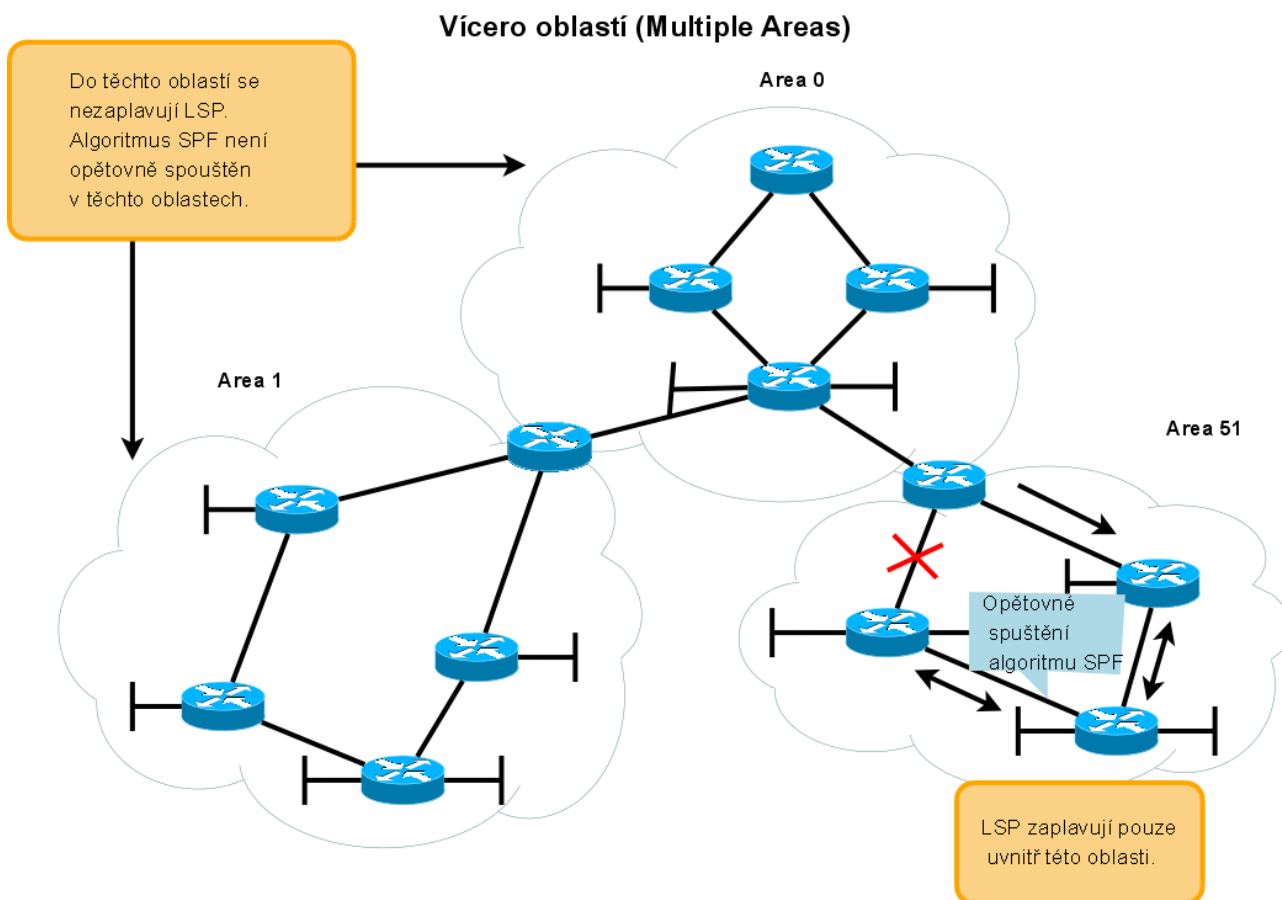 Vícero oblastí (Multiple Areas)
Do těchto oblastí se
nezaplavují LSP.
Algoritmus SPF není
opětovně spouštěn
v těchto oblastech.
Area 0
Area 1
Area 51
Opětovné
spuštění
algoritmu SPF
LSP zaplavují pouze
uvnitř této oblasti.